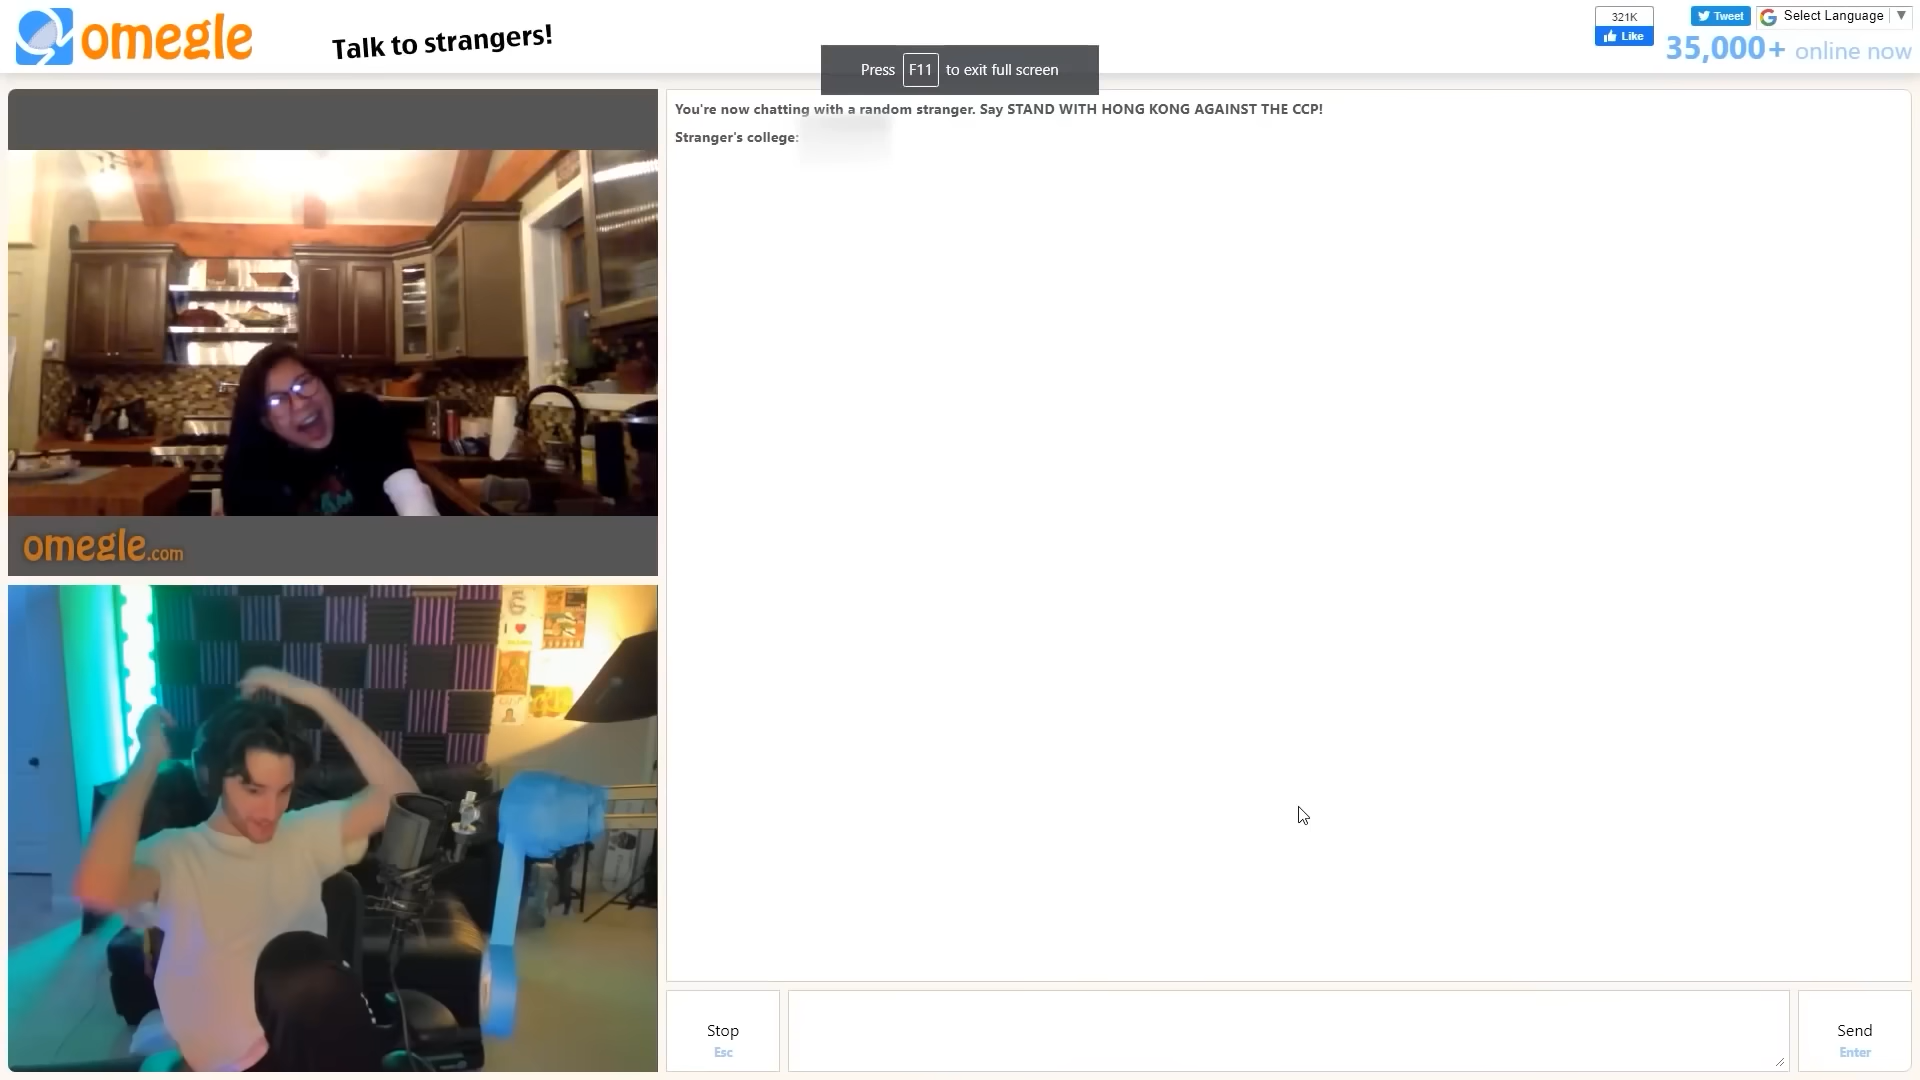 omegle
Talk to strangers!
321K
Like
Tweet
Select Language
35,000+ online now
Press F11 to exit full screen
You're now chatting with a random stranger. Say STAND WITH HONG KONG AGAINST THE CCP!
Stranger's college:
omegle.com
Stop
Esc
Send
Enter